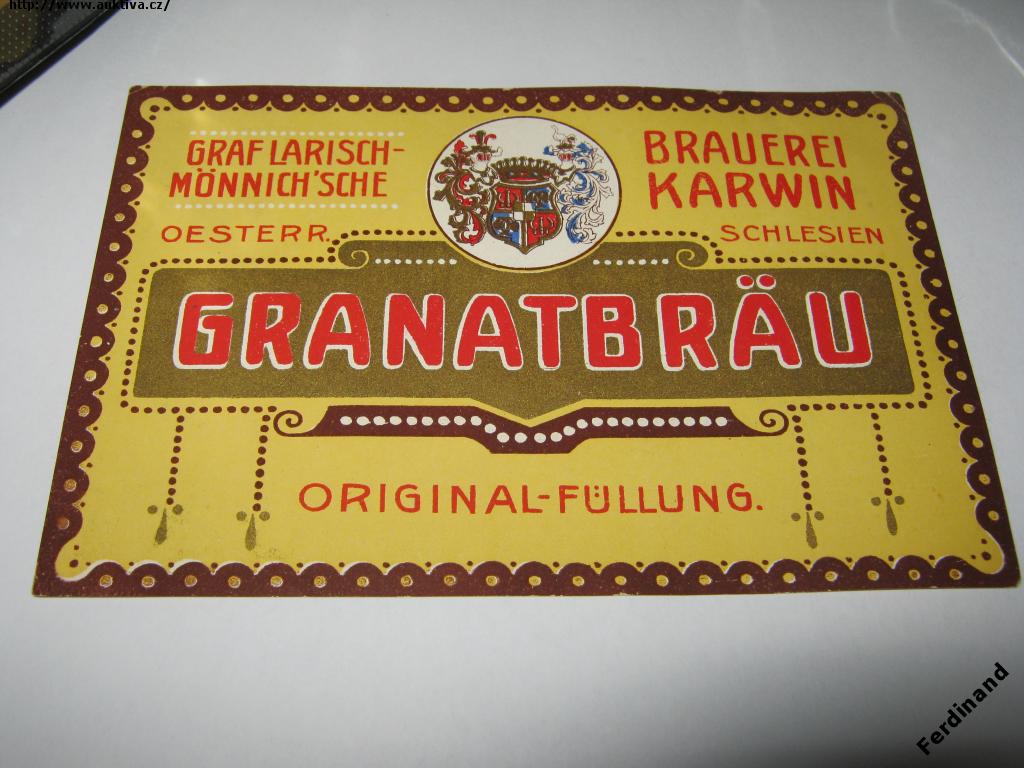 http://www.auktiva.cz/
GRAF LARISCH-
MÖNNICH'SCHE
BRAUEREI
KARWIN
OESTERR. SCHLESIEN
GRANATBRÄU
ORIGINAL-FÜLLUNG.
Ferdinand